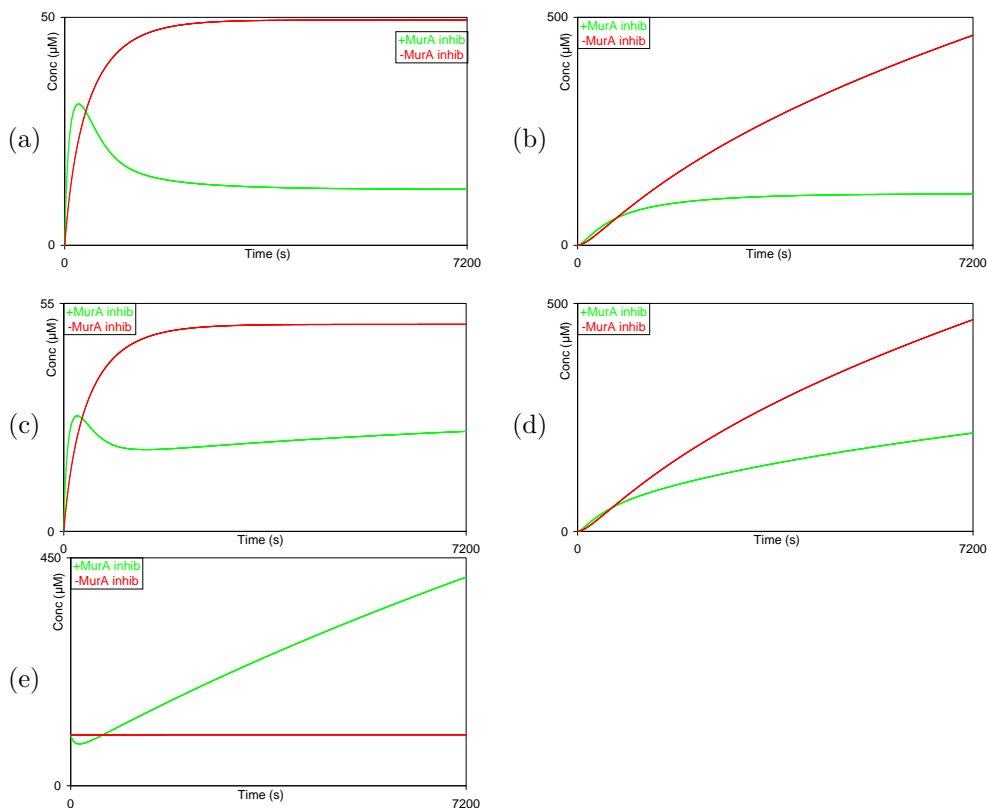 (a)
50
Conc (µM)
0
+MurA inhib
-MurA inhib
0
Time (s)
7200
(b)
500
Conc (µM)
0
+MurA inhib
-MurA inhib
0
Time (s)
7200
(c)
55
Conc (µM)
0
+MurA inhib
-MurA inhib
0
Time (s)
7200
(d)
500
Conc (µM)
0
+MurA inhib
-MurA inhib
0
Time (s)
7200
(e)
450
Conc (µM)
0
+MurA inhib
-MurA inhib
0
Time (s)
7200